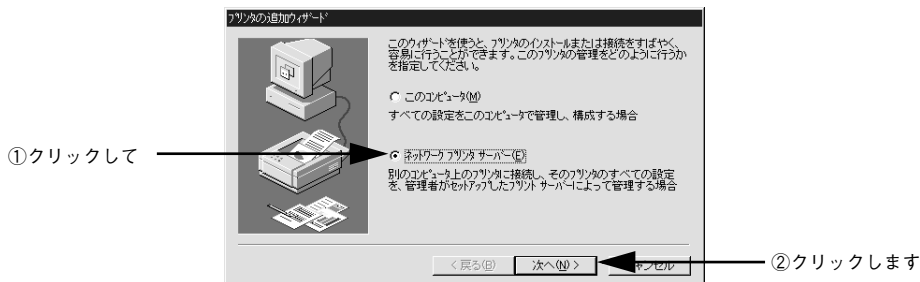 プリンタの追加ウィザード
このウィザードを使うと、プリンタのインストールまたは接続をすばやく、
容易に行うことができます。このプリンタの管理をどのように行うか
を指定してください。
このコンピュータ(M)
すべての設定をこのコンピュータで管理し、構成する場合
①クリックして
ネットワーク プリンタ サーバー(E)
別のコンピュータ上のプリンタに接続し、そのプリンタのすべての設定
を、管理者がセットアップしたプリント サーバーによって管理する場合
< 戻る(B)
次へ(N) >
ャンセル
②クリックします